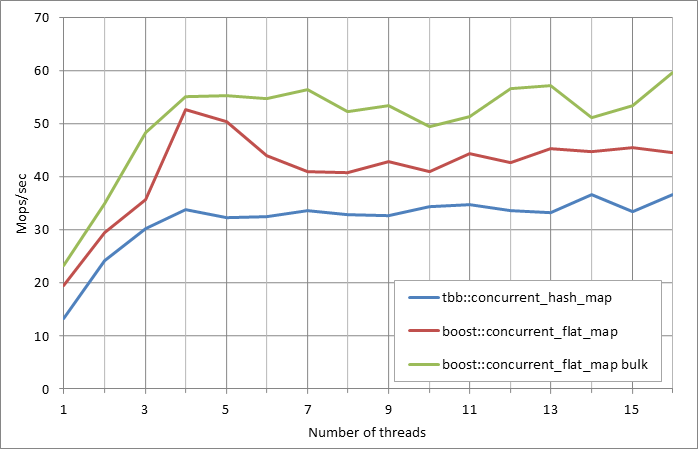 70
60
50
40
30
20
10
0
Mops/sec
tbb::concurrent_hash_map
boost::concurrent_flat_map
boost::concurrent_flat_map bulk
1 3 5 7 9 11 13 15
Number of threads